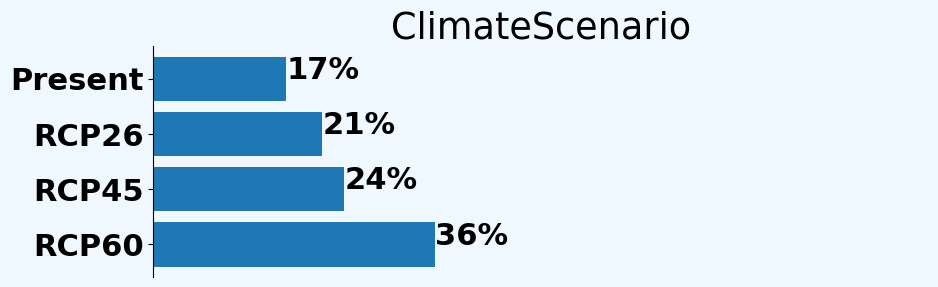 ClimateScenario
Present 17%
RCP26 21%
RCP45 24%
RCP60 36%